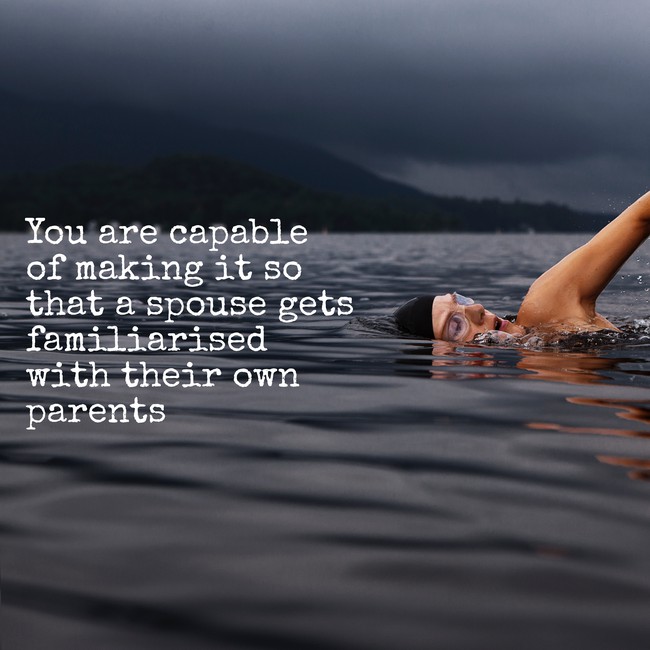 You are capable
of making it so
that a spouse gets
familiarised
with their own
parents